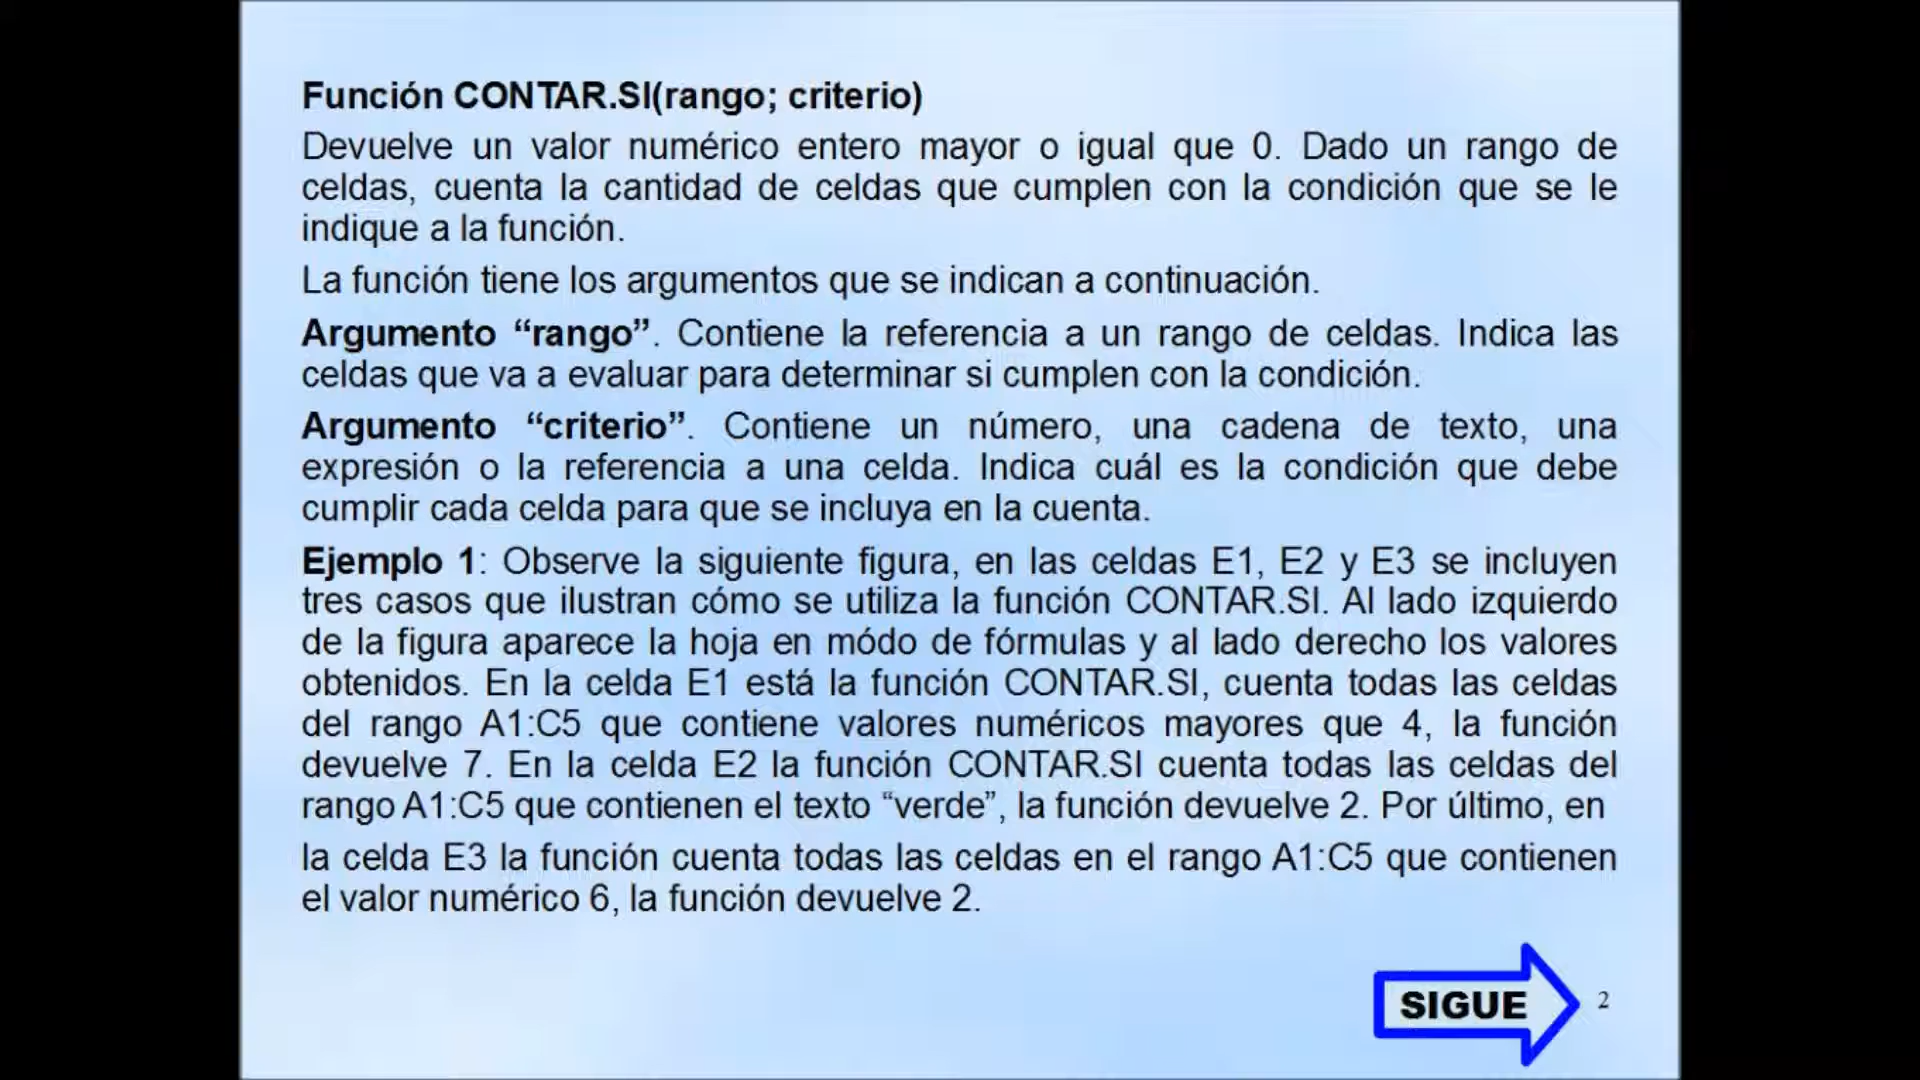 Función CONTAR.SI(rango; criterio)
Devuelve un valor numérico entero mayor o igual que 0. Dado un rango de
celdas, cuenta la cantidad de celdas que cumplen con la condición que se le
indique a la función.
La función tiene los argumentos que se indican a continuación.
Argumento “rango”. Contiene la referencia a un rango de celdas. Indica las
celdas que va a evaluar para determinar si cumplen con la condición.
Argumento “criterio”. Contiene un número, una cadena de texto, una
expresión o la referencia a una celda. Indica cuál es la condición que debe
cumplir cada celda para que se incluya en la cuenta.
Ejemplo 1: Observe la siguiente figura, en las celdas E1, E2 y E3 se incluyen
tres casos que ilustran cómo se utiliza la función CONTAR.SI. Al lado izquierdo
de la figura aparece la hoja en módo de fórmulas y al lado derecho los valores
obtenidos. En la celda E1 está la función CONTAR.SI, cuenta todas las celdas
del rango A1:C5 que contiene valores numéricos mayores que 4, la función
devuelve 7. En la celda E2 la función CONTAR.SI cuenta todas las celdas del
rango A1:C5 que contienen el texto “verde”, la función devuelve 2. Por último, en
la celda E3 la función cuenta todas las celdas en el rango A1:C5 que contienen
el valor numérico 6, la función devuelve 2.
SIGUE
2